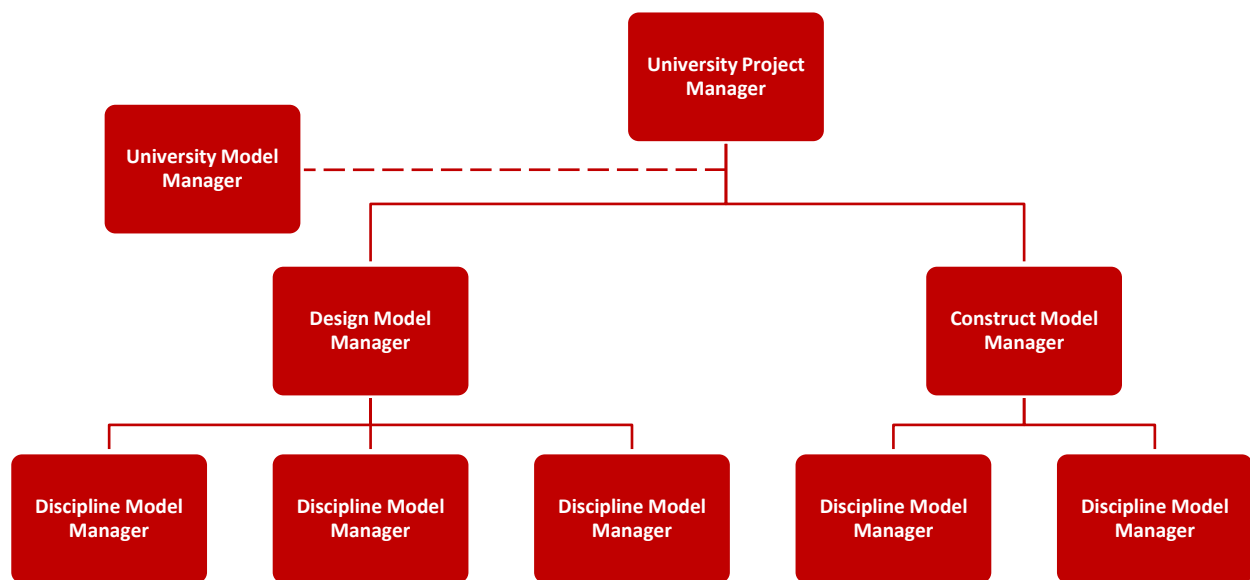 University Project
Manager
University Model
Manager
Design Model
Manager
Construct Model
Manager
Discipline Model
Manager
Discipline Model
Manager
Discipline Model
Manager
Discipline Model
Manager
Discipline Model
Manager